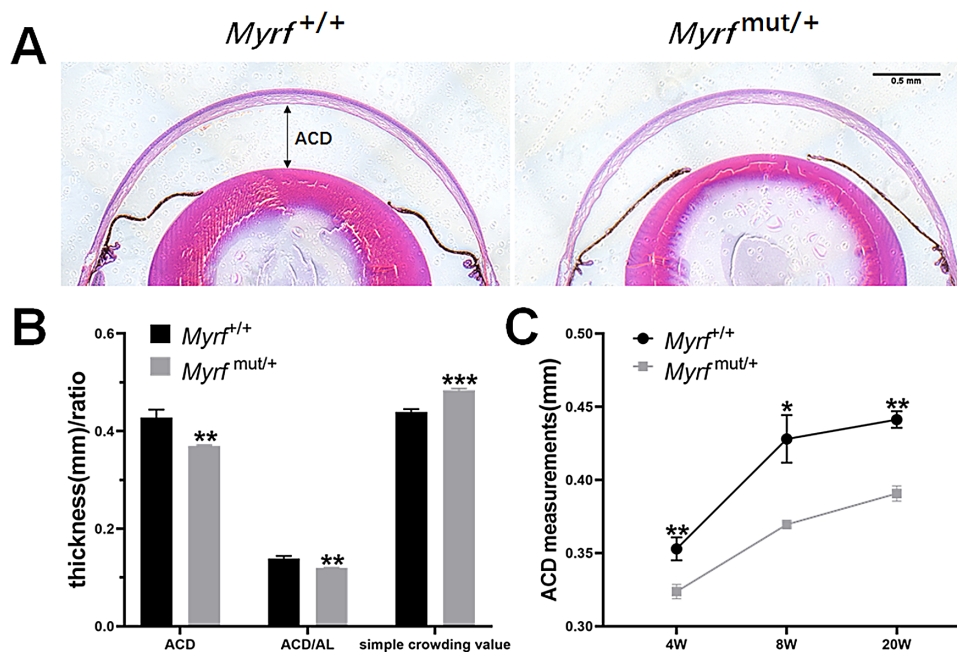 A
Myrf+/+
Myrfmut/+
ACD
0.5 mm
B
thickness(mm)/ratio
0.6
0.4
0.2
0.0
Myrf+/+
Myrf mut/+
**
**
***
ACD
ACD/AL
simple crowding value
C
ACD measurements(mm)
0.50
0.45
0.40
0.35
0.30
Myrf+/+
Myrf mut/+
**
*
**
4W
8W
20W